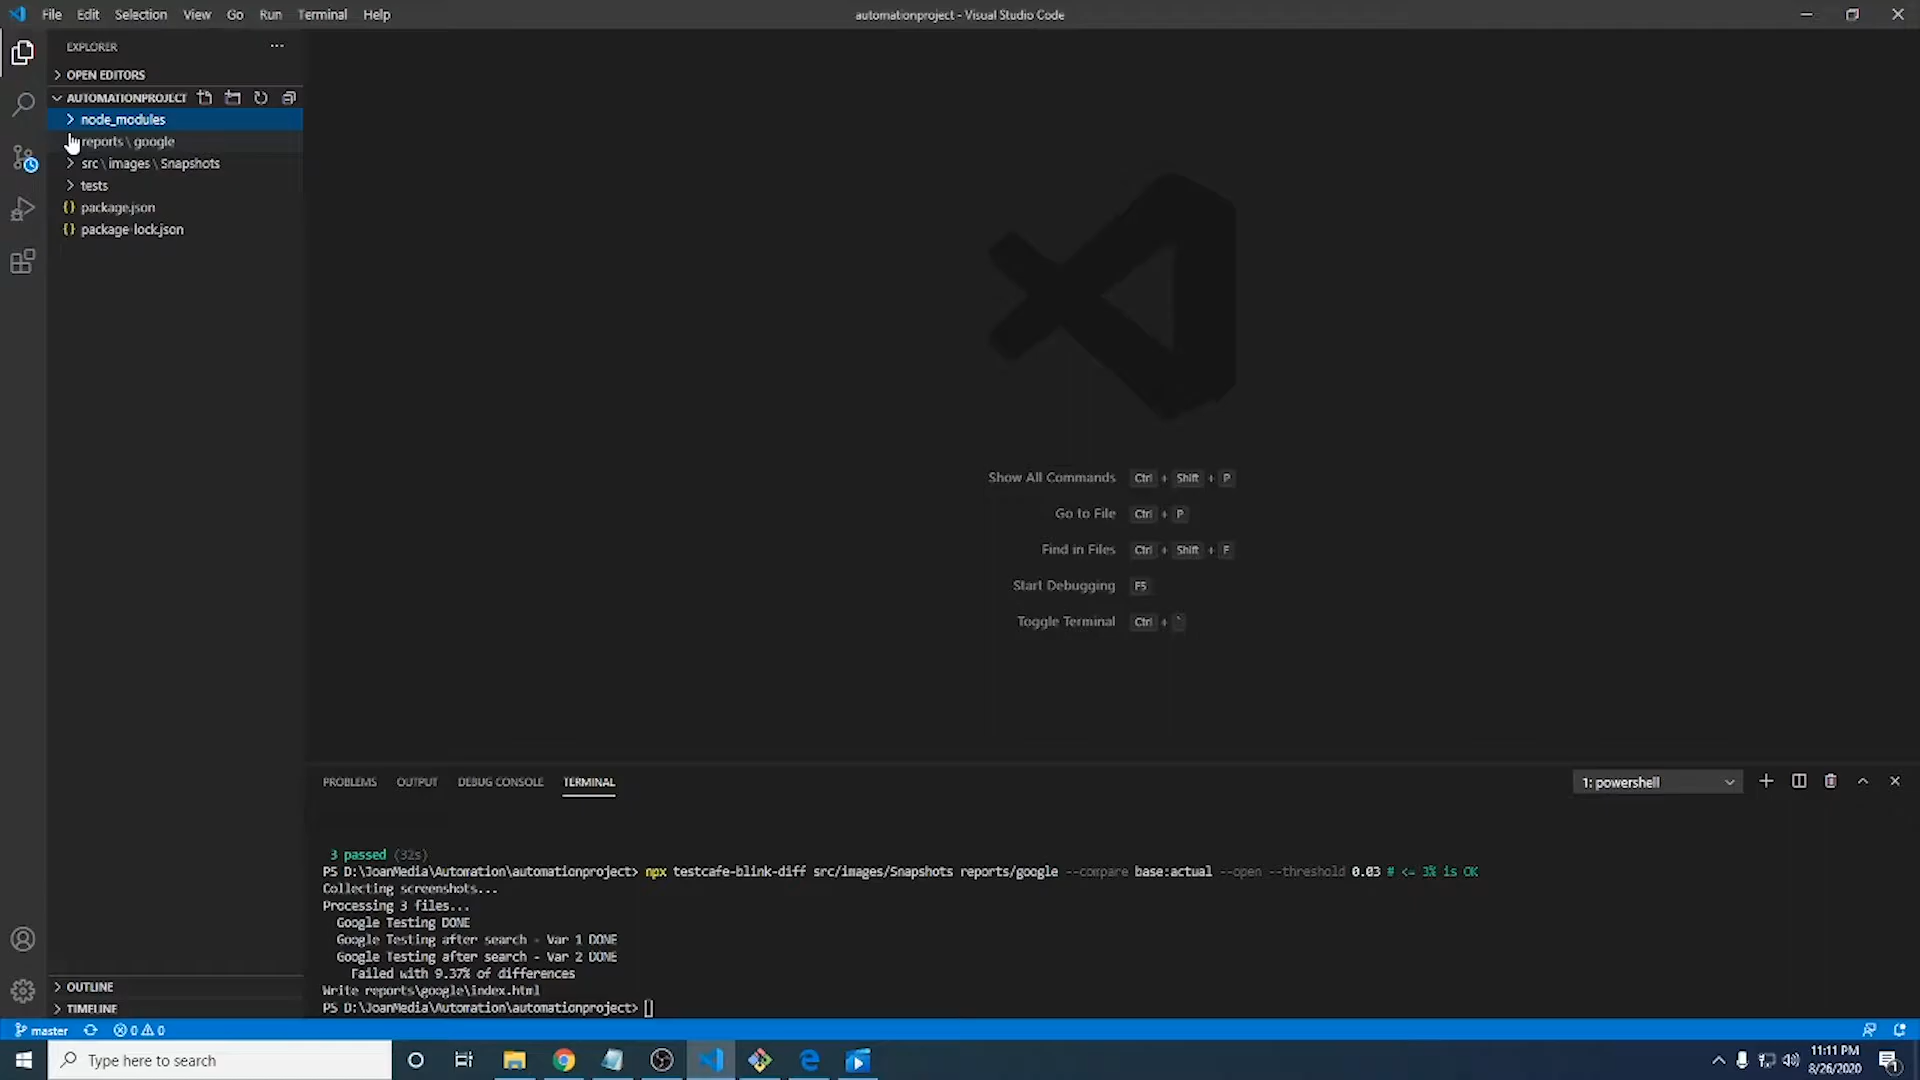 File Edit Selection View Go Run Terminal Help
automationproject - Visual Studio Code
EXPLORER
OPEN EDITORS
AUTOMATIONPROJECT
node_modules
reports \ google
src \ images \ Snapshots
tests
{} package.json
{} package-lock.json
Show All Commands Ctrl + Shift + P
Go to File Ctrl + P
Find in Files Ctrl + Shift + F
Start Debugging F5
Toggle Terminal Ctrl + `
PROBLEMS OUTPUT DEBUG CONSOLE TERMINAL
1: powershell
3 passed (32s)
PS D:\JoanMedia\Automation\automationproject> npx testcafe-blink-diff src/images/Snapshots reports/google --compare base:actual --open --threshold 0.03 # <= 3% is OK
Collecting screenshots...
Processing 3 files...
Google Testing DONE
Google Testing after search - Var 1 DONE
Google Testing after search - Var 2 DONE
Failed with 9.37% of differences
Write reports\google\index.html
PS D:\JoanMedia\Automation\automationproject>
OUTLINE
TIMELINE
master 0 0
Type here to search
11:11 PM
8/26/2020
1